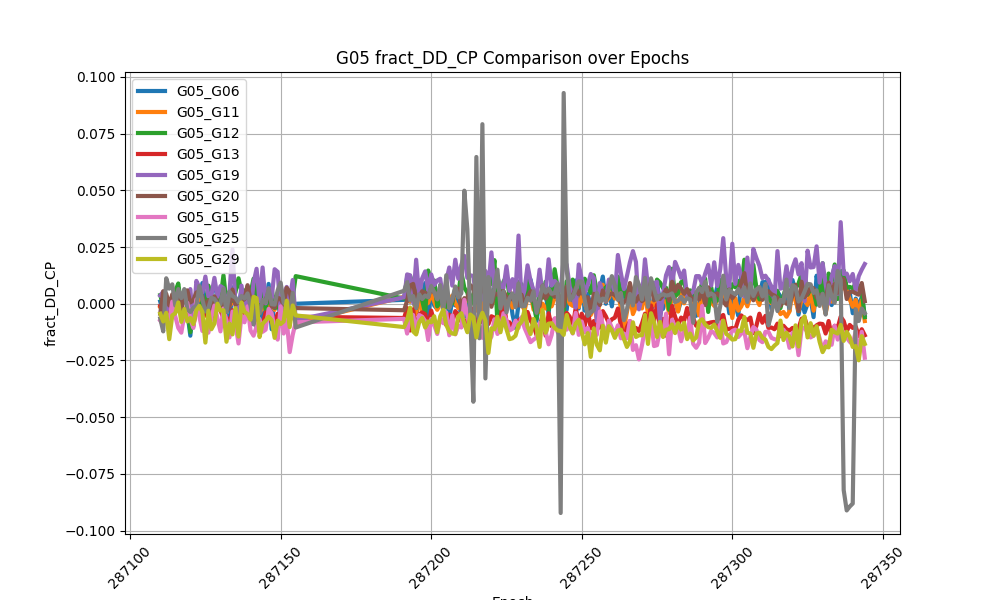 G05 fract_DD_CP Comparison over Epochs
0.100
0.075
0.050
0.025
0.000
−0.025
−0.050
−0.075
−0.100
fract_DD_CP
G05_G06
G05_G11
G05_G12
G05_G13
G05_G19
G05_G20
G05_G15
G05_G25
G05_G29
287100
287150
287200
287250
287300
287350
Epoch